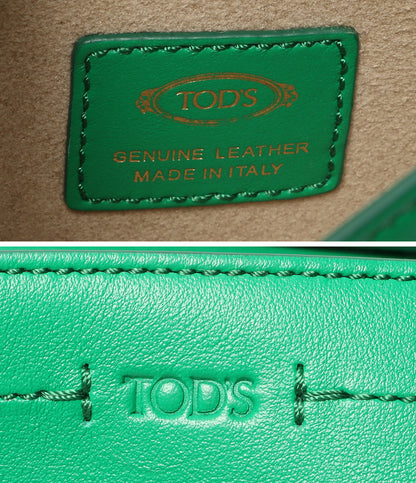 TOD'S
GENUINE LEATHER
MADE IN ITALY
TOD'S